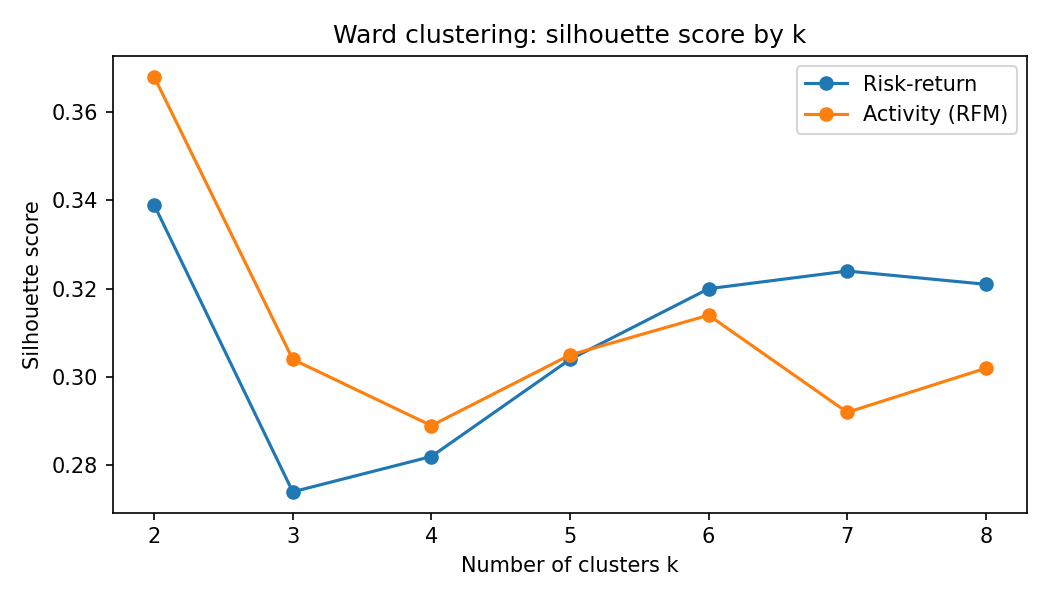 Ward clustering: silhouette score by k
Risk-return
Activity (RFM)
Silhouette score
0.36
0.34
0.32
0.30
0.28
2 3 4 5 6 7 8
Number of clusters k